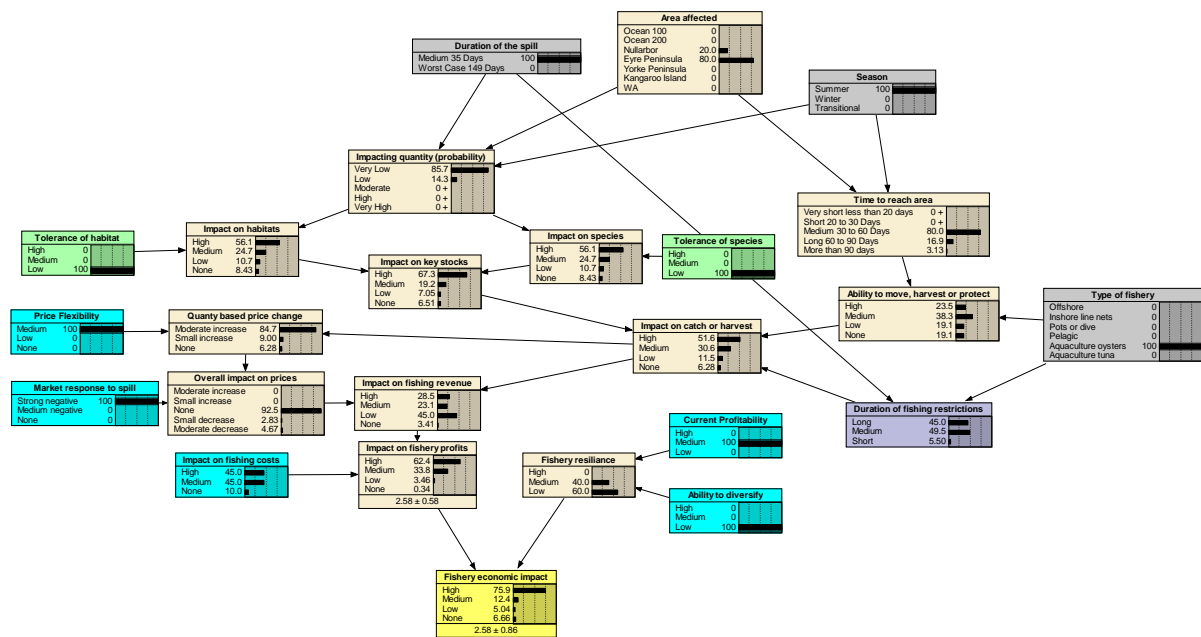 Area affected
Ocean 100 0
Ocean 200 0
Nullarbor 20.0
Eyre Peninsula 80.0
Yorke Peninsula 0
Kangaroo Island 0
WA 0
Duration of the spill
Medium 35 Days 100
Worst Case 149 Days 0
Season
Summer 100
Winter 0
Transitional 0
Impacting quantity (probability)
Very Low 85.7
Low 14.3
Moderate 0 +
High 0 +
Very High 0 +
Time to reach area
Very short less than 20 days 0 +
Short 20 to 30 Days 0 +
Medium 30 to 60 Days 80.0
Long 60 to 90 Days 16.9
More than 90 days 3.13
Tolerance of habitat
High 0
Medium 0
Low 100
Impact on habitats
High 56.1
Medium 24.7
Low 10.7
None 8.43
Impact on species
High 56.1
Medium 24.7
Low 10.7
None 8.43
Tolerance of species
High 0
Medium 0
Low 100
Impact on key stocks
High 67.3
Medium 19.2
Low 7.05
None 6.51
Ability to move, harvest or protect
High 23.5
Medium 38.3
Low 19.1
None 19.1
Type of fishery
Offshore 0
Inshore line nets 0
Pots or dive 0
Pelagic 0
Aquaculture oysters 100
Aquaculture tuna 0
Price Flexibility
Medium 100
Low 0
None 0
Quanty based price change
Moderate increase 84.7
Small increase 9.00
None 6.28
Impact on catch or harvest
High 51.6
Medium 30.6
Low 11.5
None 6.28
Market response to spill
Strong negative 100
Medium negative 0
None 0
Overall impact on prices
Moderate increase 0
Small increase 0
None 92.5
Small decrease 2.83
Moderate decrease 4.67
Impact on fishing revenue
High 28.5
Medium 23.1
Low 45.0
None 3.41
Duration of fishing restrictions
Long 45.0
Medium 49.5
Short 5.50
Current Profitability
High 0
Medium 100
Low 0
Impact on fishing costs
High 45.0
Medium 45.0
None 10.0
Impact on fishery profits
High 62.4
Medium 33.8
Low 3.46
None 0.34
2.58 ± 0.58
Fishery resiliance
High 0
Medium 40.0
Low 60.0
Ability to diversify
High 0
Medium 0
Low 100
Fishery economic impact
High 75.9
Medium 12.4
Low 5.04
None 6.66
2.58 ± 0.86